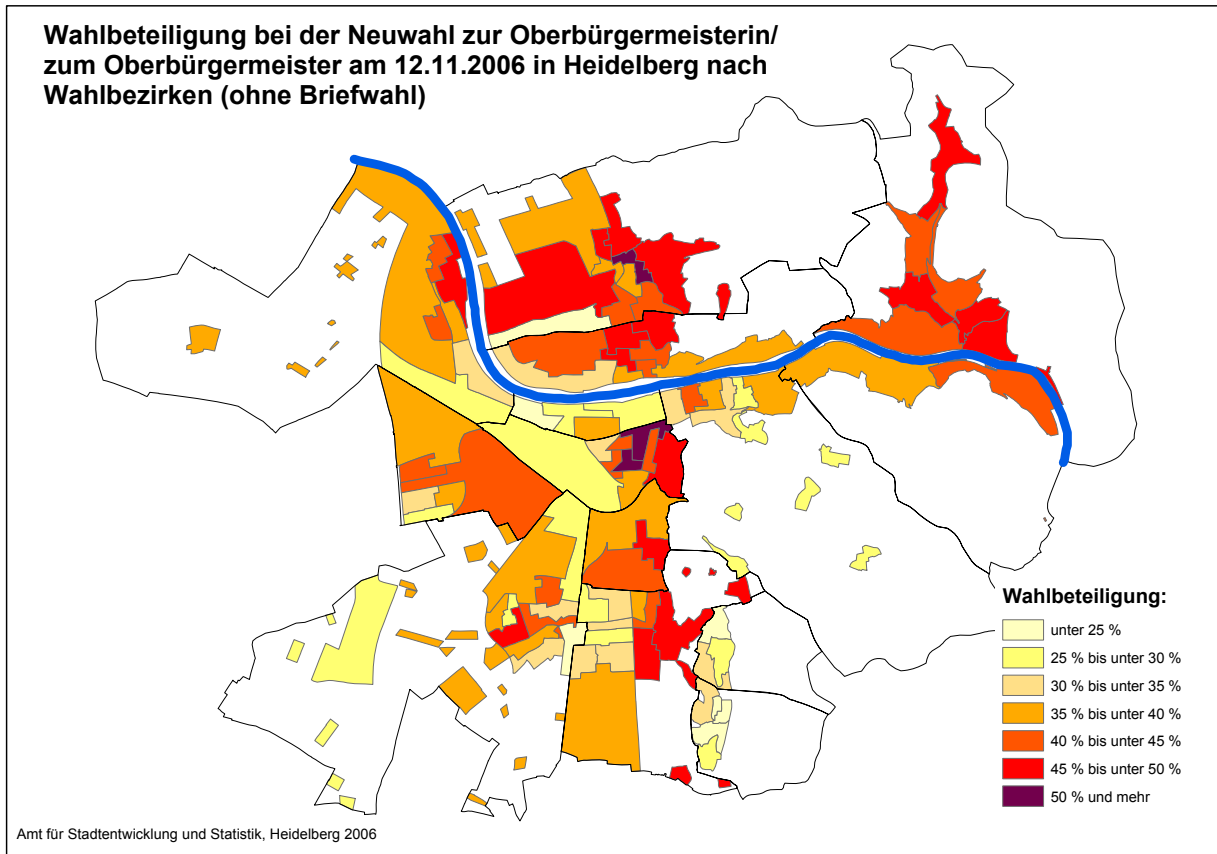 Wahlbeteiligung bei der Neuwahl zur Oberbürgermeisterin/
zum Oberbürgermeister am 12.11.2006 in Heidelberg nach
Wahlbezirken (ohne Briefwahl)
Wahlbeteiligung:
unter 25 %
25 % bis unter 30 %
30 % bis unter 35 %
35 % bis unter 40 %
40 % bis unter 45 %
45 % bis unter 50 %
50 % und mehr
Amt für Stadtentwicklung und Statistik, Heidelberg 2006